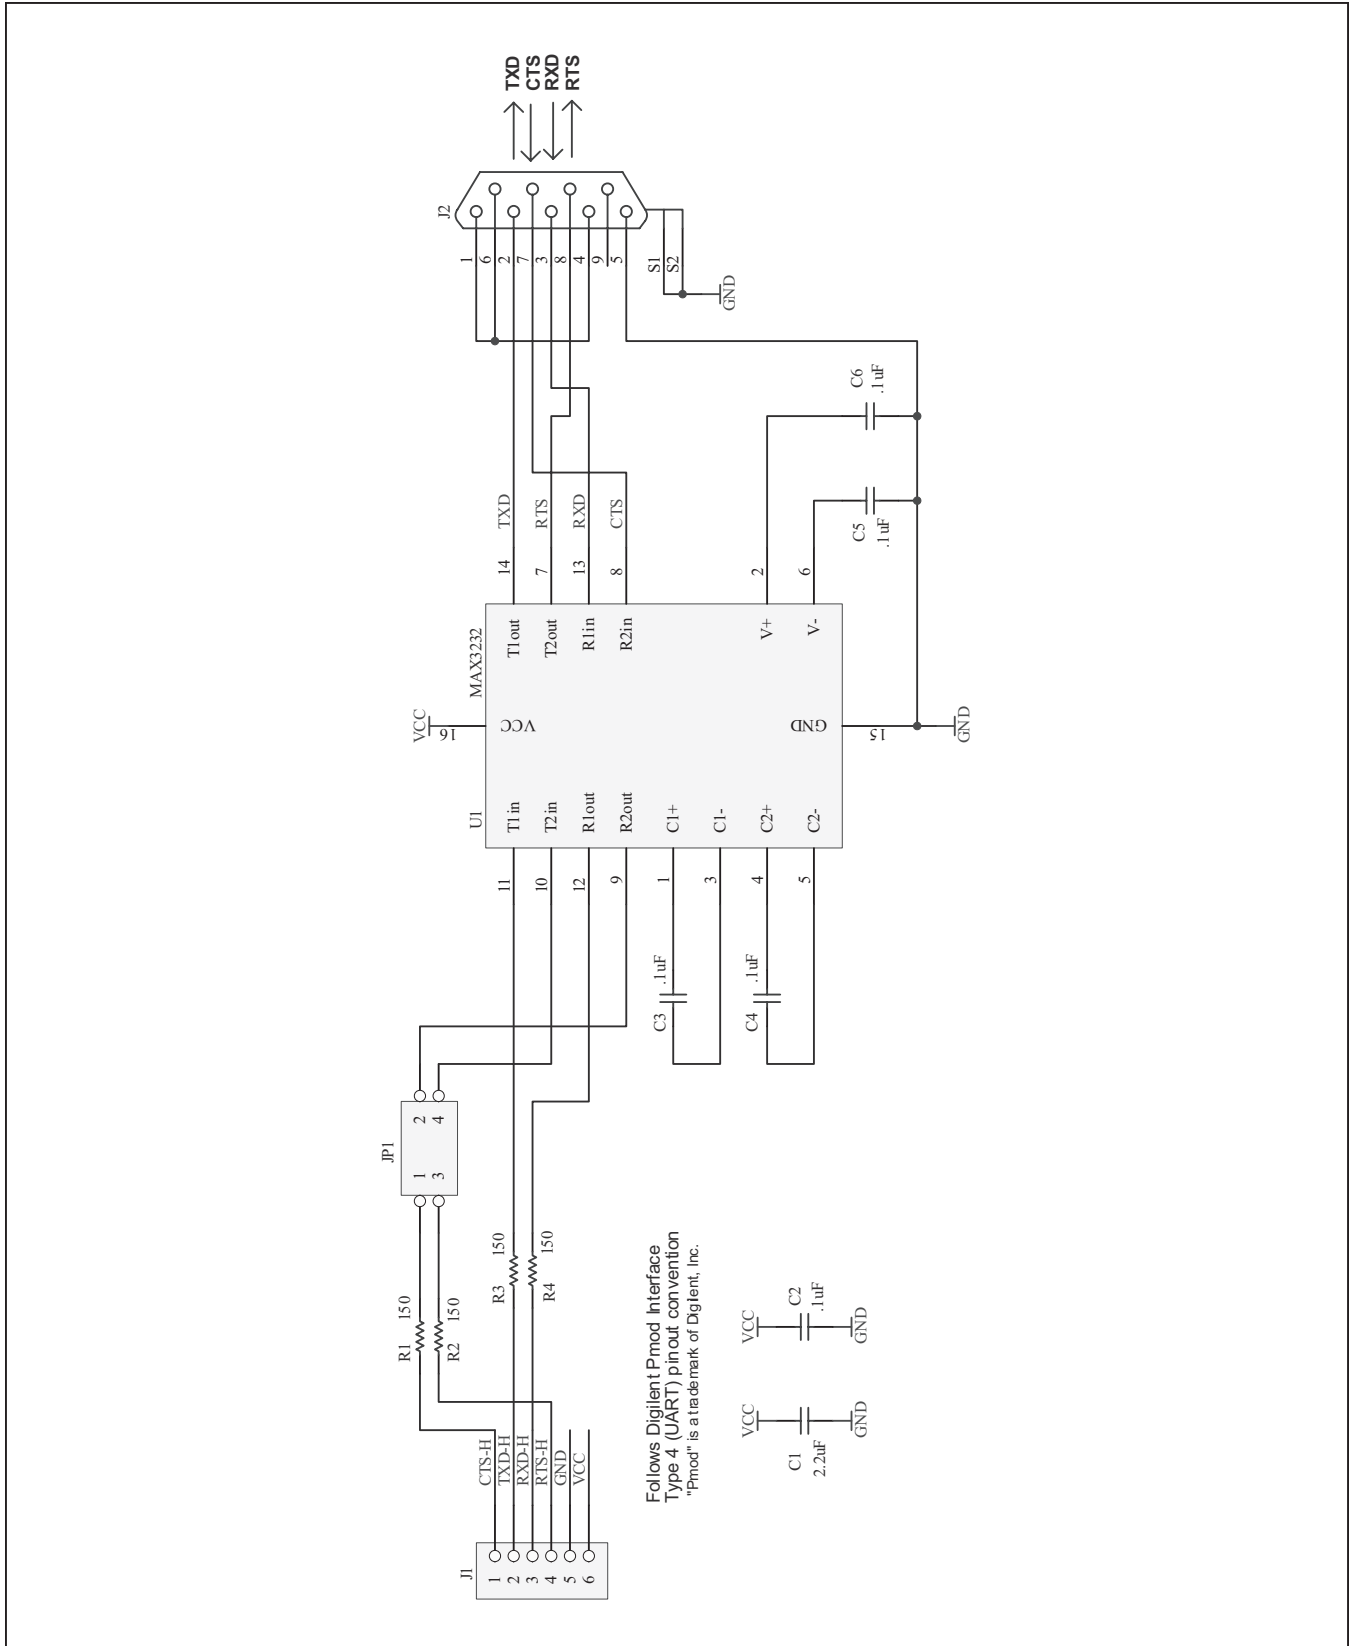 TXD
CTS
RXD
RTS
J2
1
6
2
7
3
8
4
9
5
S1
S2
GND
C6
.1uF
C5
.1uF
TXD
RTS
RXD
CTS
14
7
13
8
2
6
MAX3232
T1out
T2out
R1in
R2in
V+
V-
VCC
16
VCC
GND
15
GND
U1
T1in
T2in
R1out
R2out
C1+
C1-
C2+
C2-
11
10
12
9
1
3
4
5
C3
.1uF
C4
.1uF
JP1
2
4
1
3
R1
150
R2
150
R3
150
R4
150
CTS-H
TXD-H
RXD-H
RTS-H
GND
VCC
J1
1
2
3
4
5
6
Follows Digilent Pmod Interface
Type 4 (UART) pinout convention
"Pmod" is a trademark of Digilent, Inc.
VCC
C2
.1uF
GND
VCC
C1
2.2uF
GND